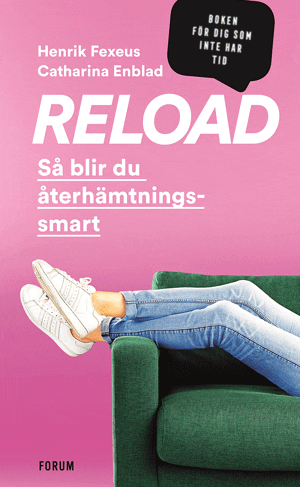 BOKEN
FÖR DIG SOM
INTE HAR
TID
Henrik Fexeus
Catharina Enblad
RELOAD
Så blir du
återhämtnings-
smart
FORUM